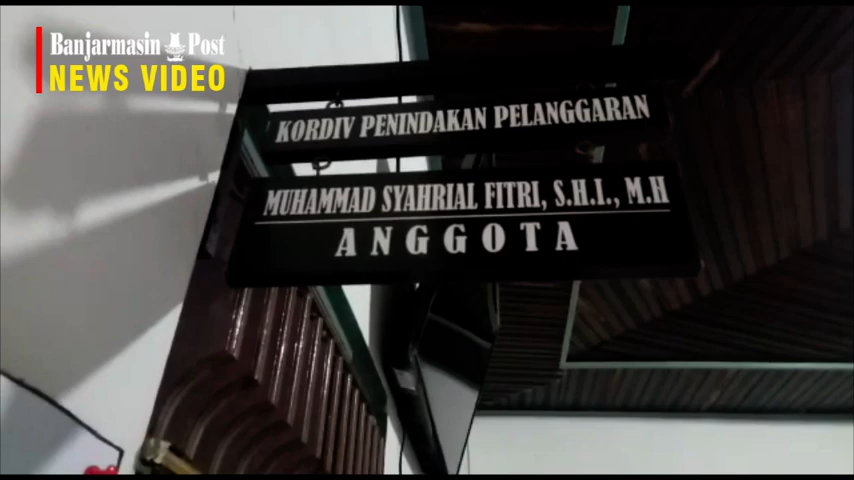 Banjarmasin Post
NEWS VIDEO
KORDIV PENINDAKAN PELANGGARAN
MUHAMMAD SYAHRIAL FITRI, S.H.I., M.H
ANGGOTA